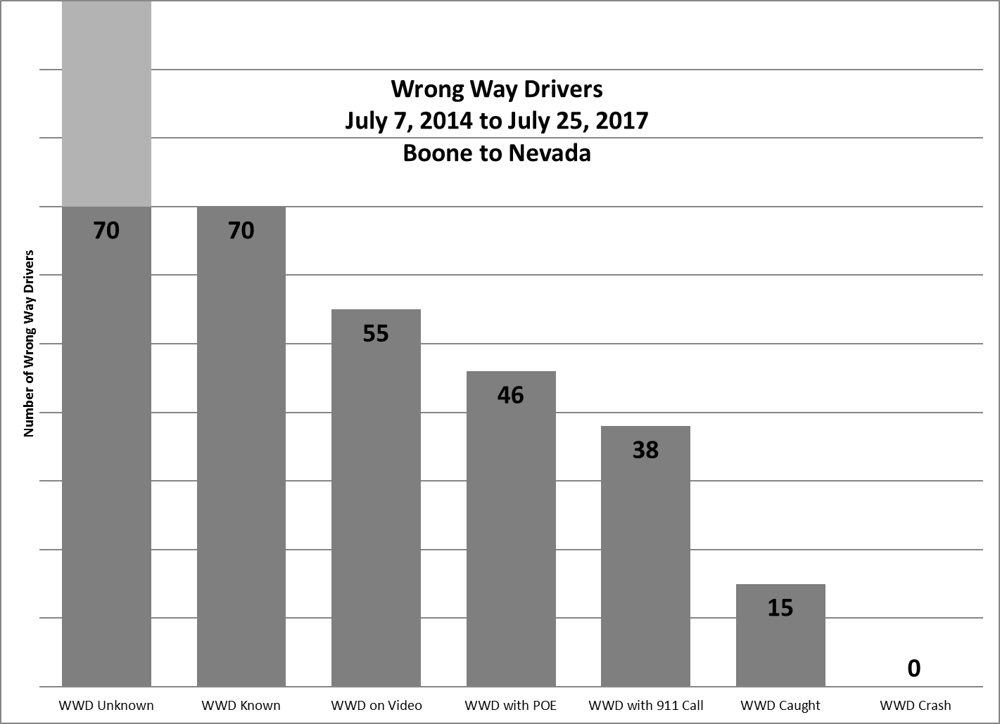 Wrong Way Drivers
July 7, 2014 to July 25, 2017
Boone to Nevada
Number of Wrong Way Drivers
70
70
55
46
38
15
0
WWD Unknown
WWD Known
WWD on Video
WWD with POE
WWD with 911 Call
WWD Caught
WWD Crash